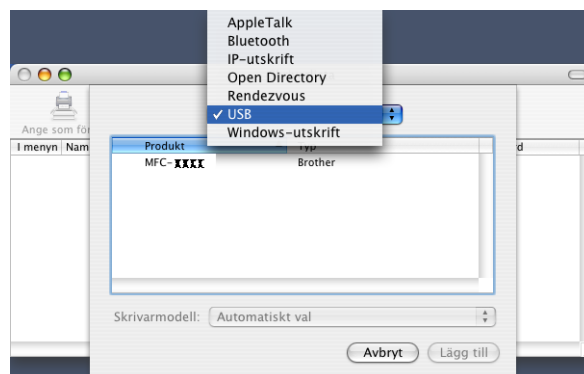 AppleTalk
Bluetooth
IP-utskrift
Open Directory
Rendezvous
USB
Windows-utskrift
Ange som för
I menyn Nam
d
Produkt Typ
MFC-XXXX Brother
Skrivarmodell: Automatiskt val
Avbryt Lägg till